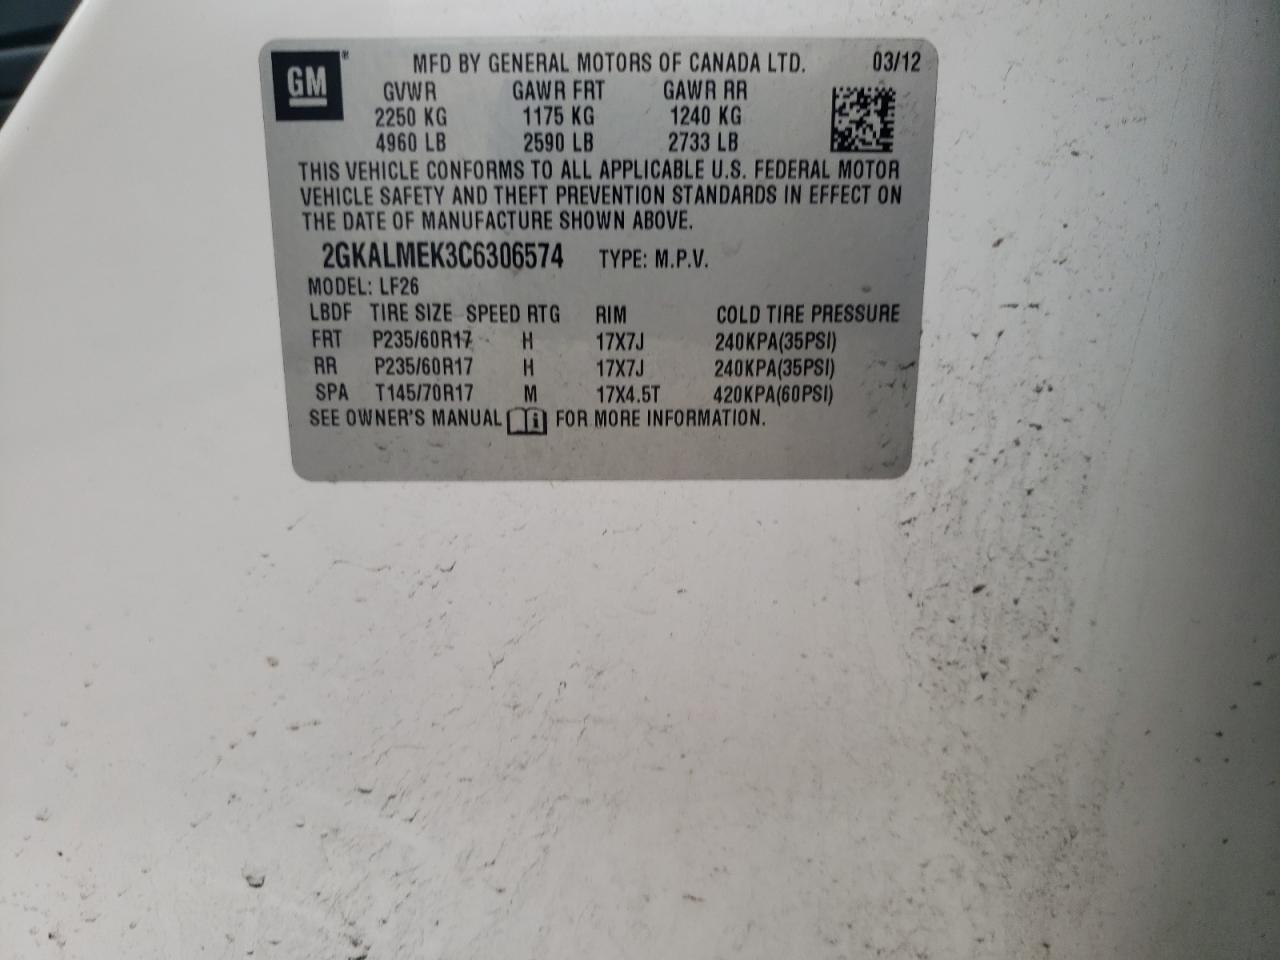 GM
MFD BY GENERAL MOTORS OF CANADA LTD. 03/12
GVWR GAWR FRT GAWR RR
2250 KG 1175 KG 1240 KG
4960 LB 2590 LB 2733 LB
THIS VEHICLE CONFORMS TO ALL APPLICABLE U.S. FEDERAL MOTOR
VEHICLE SAFETY AND THEFT PREVENTION STANDARDS IN EFFECT ON
THE DATE OF MANUFACTURE SHOWN ABOVE.
2GKALMEK3C6306574 TYPE: M.P.V.
MODEL: LF26
LBDF TIRE SIZE SPEED RTG RIM COLD TIRE PRESSURE
FRT P235/60R17 H 17X7J 240KPA(35PSI)
RR P235/60R17 H 17X7J 240KPA(35PSI)
SPA T145/70R17 M 17X4.5T 420KPA(60PSI)
SEE OWNER'S MANUAL i FOR MORE INFORMATION.